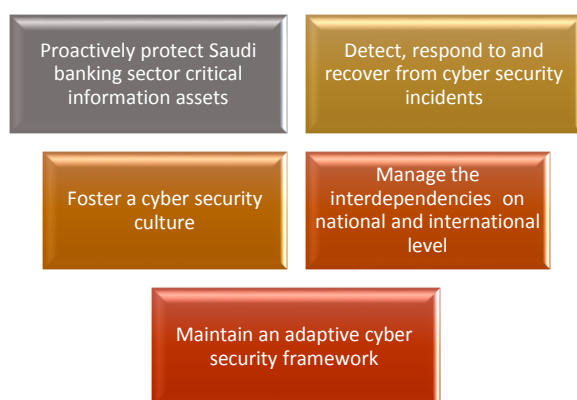 Proactively protect Saudi
banking sector critical
information assets
Detect, respond to and
recover from cyber security
incidents
Foster a cyber security
culture
Manage the
interdependencies on
national and international
level
Maintain an adaptive cyber
security framework